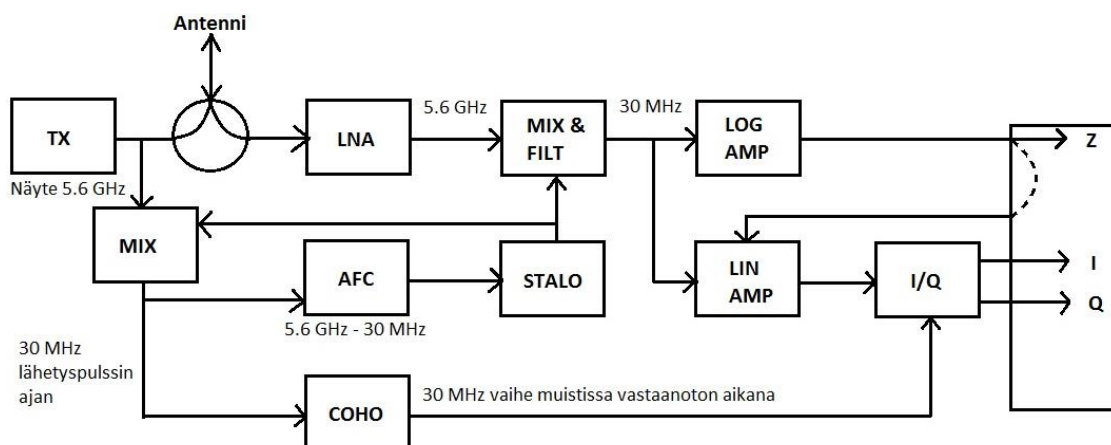 Antenni
TX
LNA
5.6 GHz
MIX &
FILT
30 MHz
LOG
AMP
Z
Näyte 5.6 GHz
MIX
AFC
STALO
LIN
AMP
I/Q
I
Q
5.6 GHz - 30 MHz
30 MHz
lähetyspulssin
ajan
COHO
30 MHz vaihe muistissa vastaanoton aikana